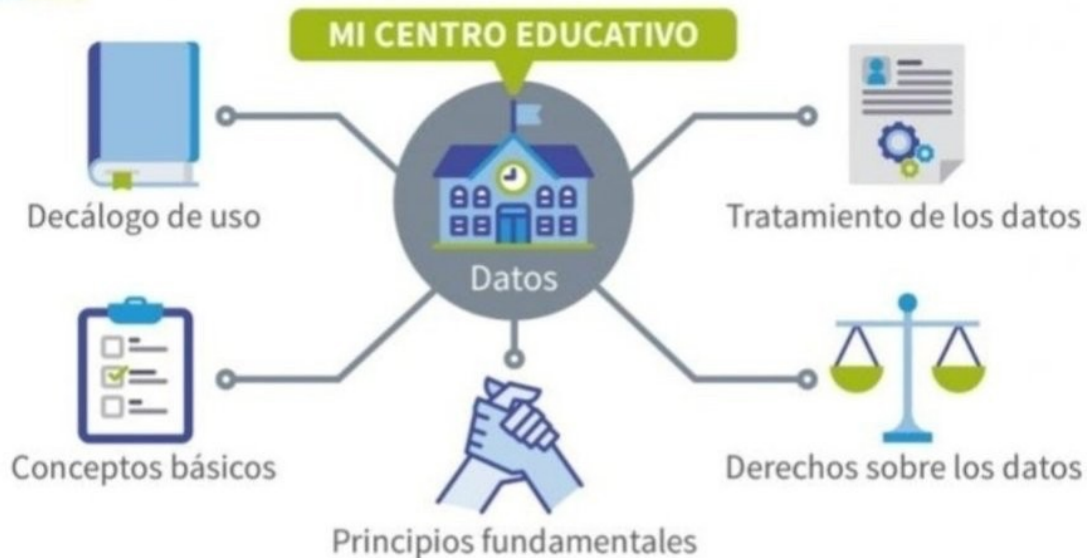 MI CENTRO EDUCATIVO
Decálogo de uso
Datos
Tratamiento de los datos
Conceptos básicos
Derechos sobre los datos
Principios fundamentales